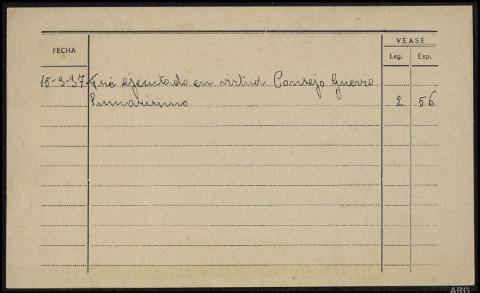 VEASE
FECHA Leg. Exp.
15-3-37 Fué ejecutado en virtud Consejo Guerra
Sumarísimo 2 56
ARG